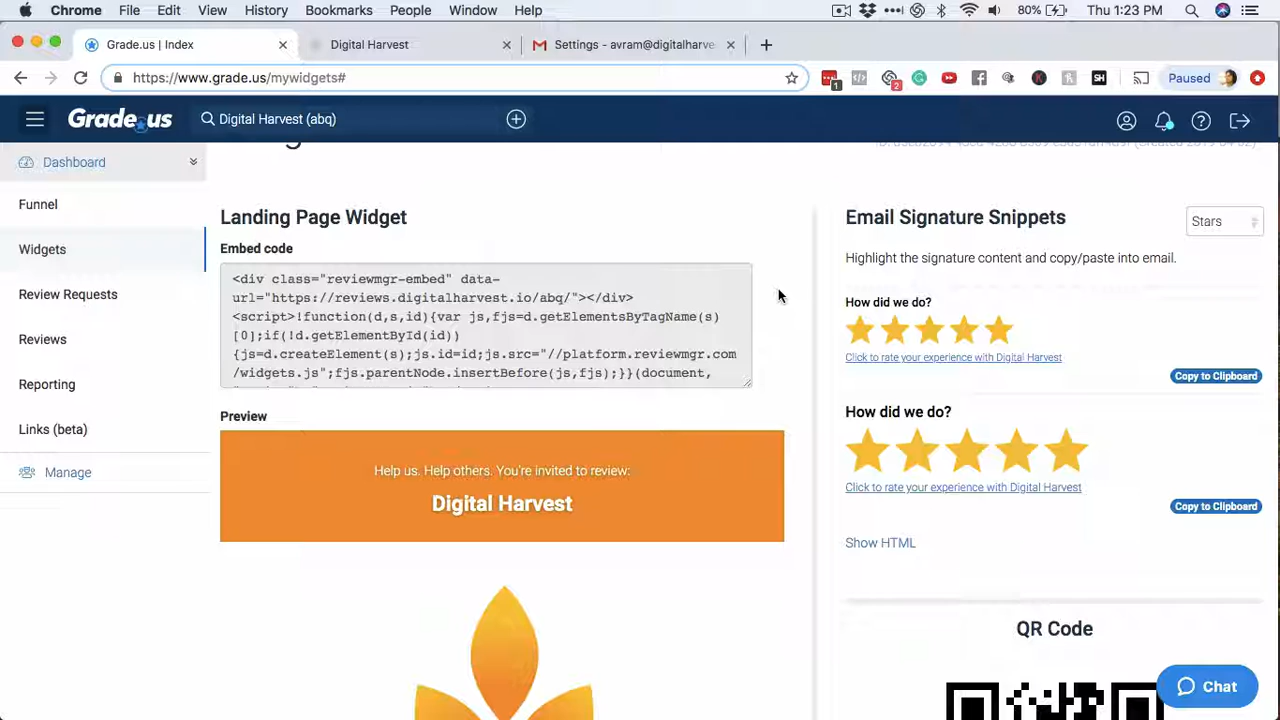 Chrome File Edit View History Bookmarks People Window Help 80% Thu 1:23 PM
Grade.us | Index
Digital Harvest
Settings - avram@digitalharve
https://www.grade.us/mywidgets#
1
2
SH
Paused
Grade.us
Digital Harvest (abq)
Dashboard
Funnel
Widgets
Review Requests
Reviews
Reporting
Links (beta)
Manage
Landing Page Widget
Embed code
<div class="reviewmgr-embed" data-
url="https://reviews.digitalharvest.io/abq/"></div>
<script>!function(d,s,id){var js,fjs=d.getElementsByTagName(s)
[0];if(!d.getElementById(id))
{js=d.createElement(s);js.id=id;js.src="//platform.reviewmgr.com
/widgets.js";fjs.parentNode.insertBefore(js,fjs);}}(document,
Preview
Help us. Help others. You're invited to review:
Digital Harvest
Email Signature Snippets
Stars
Highlight the signature content and copy/paste into email.
How did we do?
Click to rate your experience with Digital Harvest
Copy to Clipboard
How did we do?
Click to rate your experience with Digital Harvest
Copy to Clipboard
Show HTML
QR Code
Chat